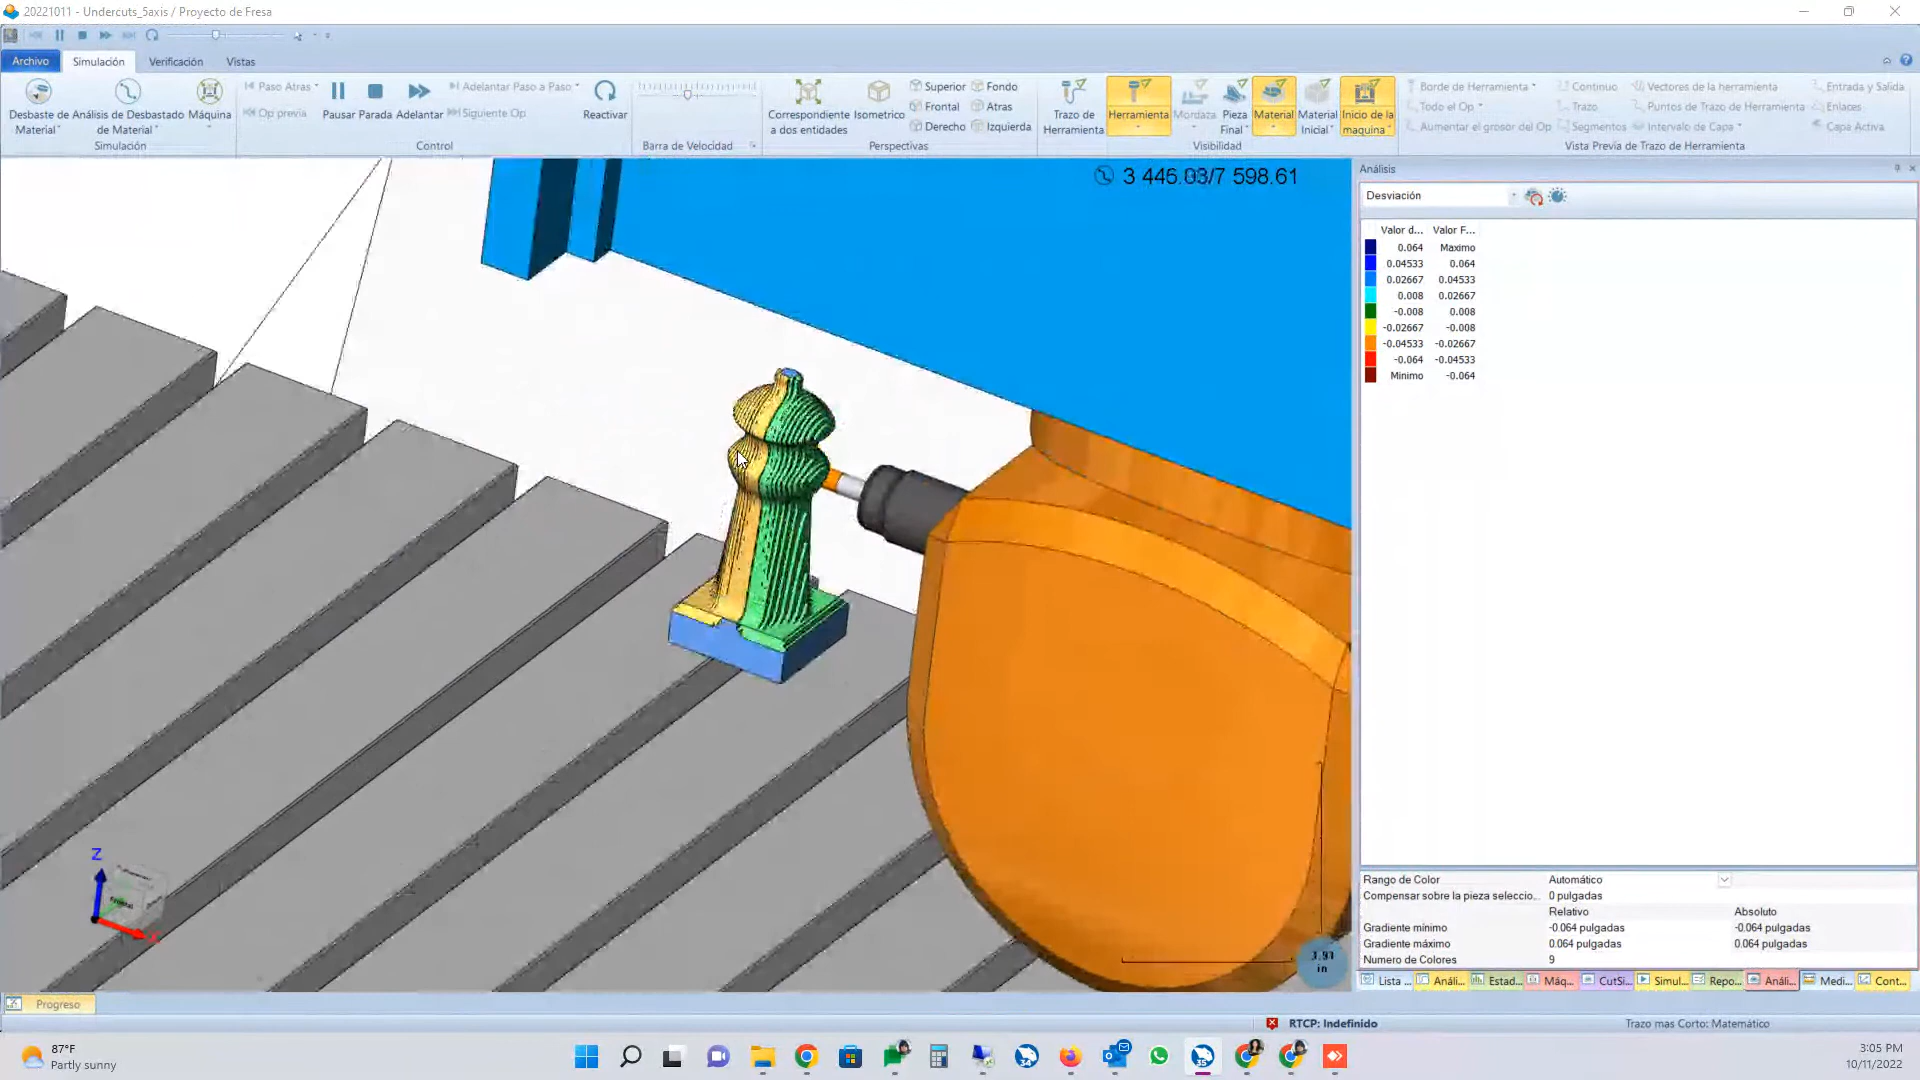 20221011 - Undercuts_5axis / Proyecto de Fresa
Archivo Simulación Verificación Vistas
Desbaste de Material
Análisis de Desbastado de Material
Máquina
Simulación
Paso Atras
Op previa
Pausar Parada Adelantar
Adelantar Paso a Paso
Siguiente Op
Reactivar
Control
Barra de Velocidad
Correspondiente a dos entidades
Isometrico
Superior Fondo
Frontal Atras
Derecho Izquierda
Perspectivas
Trazo de Herramienta
Herramienta
Mordaza
Pieza Final
Material
Material Inicial
Inicio de la maquina
Visibilidad
Borde de Herramienta Continuo Vectores de la herramienta Entrada y Salida
Todo el Op Trazo Puntos de Trazo de Herramienta Enlaces
Aumentar el grosor del Op Segmentos Intervalo de Capa Capa Activa
Vista Previa de Trazo de Herramienta
3 446.03/7 598.61
Análisis
Desviación
Valor d... Valor F...
0.064 Maximo
0.04533 0.064
0.02667 0.04533
0.008 0.02667
-0.008 0.008
-0.02667 -0.008
-0.04533 -0.02667
-0.064 -0.04533
Minimo -0.064
Z
X
Frontal
3.91
in
Rango de Color Automático
Compensar sobre la pieza seleccio... 0 pulgadas
Relativo Absoluto
Gradiente mínimo -0.064 pulgadas -0.064 pulgadas
Gradiente máximo 0.064 pulgadas 0.064 pulgadas
Numero de Colores 9
Lista ... Análi... Estad... Máq... CutSi... Simul... Repo... Análi... Medi... Cont...
Progreso
RTCP: Indefinido
Trazo mas Corto: Matemático
87°F
Partly sunny
3:05 PM
10/11/2022